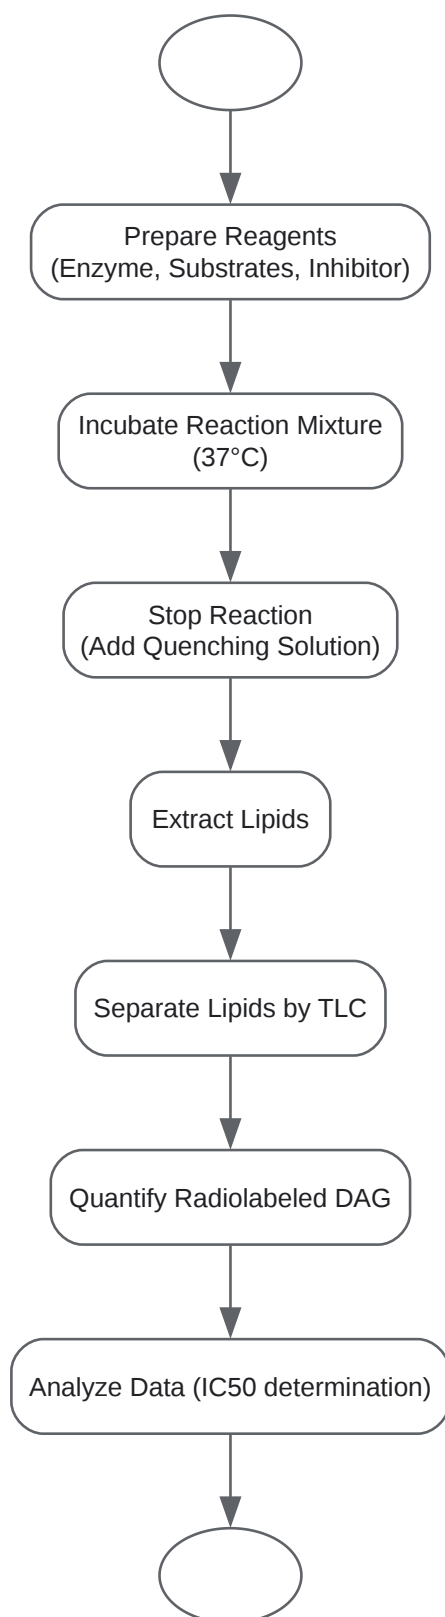 Prepare Reagents
(Enzyme, Substrates, Inhibitor)
Incubate Reaction Mixture
(37°C)
Stop Reaction
(Add Quenching Solution)
Extract Lipids
Separate Lipids by TLC
Quantify Radiolabeled DAG
Analyze Data (IC50 determination)